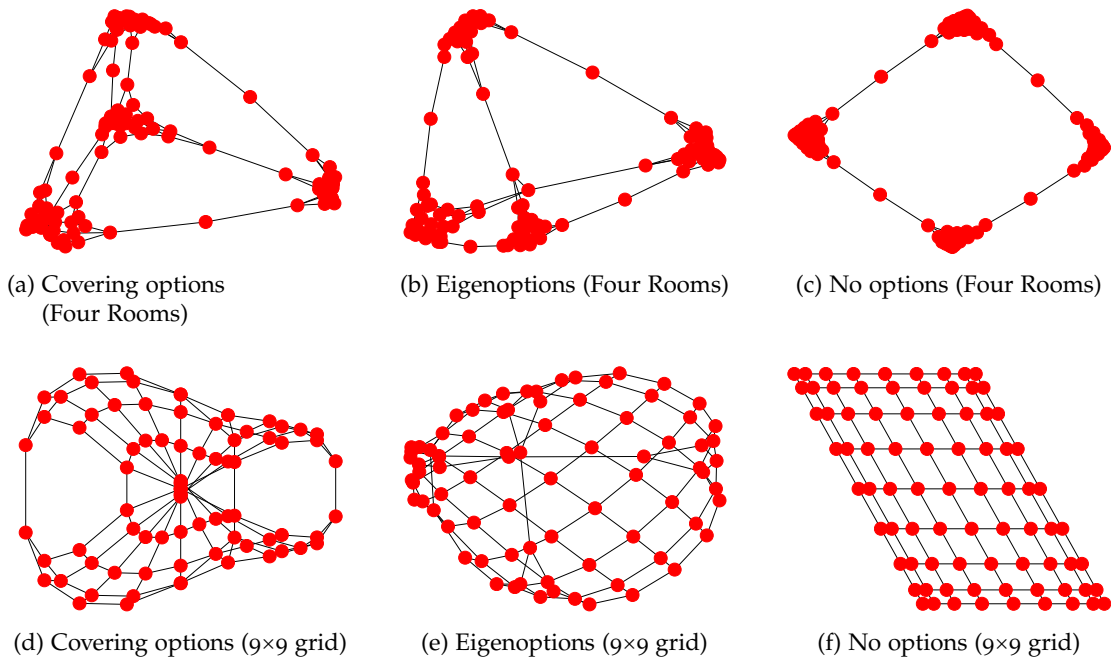 (a) Covering options
(Four Rooms)
(b) Eigenoptions (Four Rooms)
(c) No options (Four Rooms)
(d) Covering options (9×9 grid)
(e) Eigenoptions (9×9 grid)
(f) No options (9×9 grid)